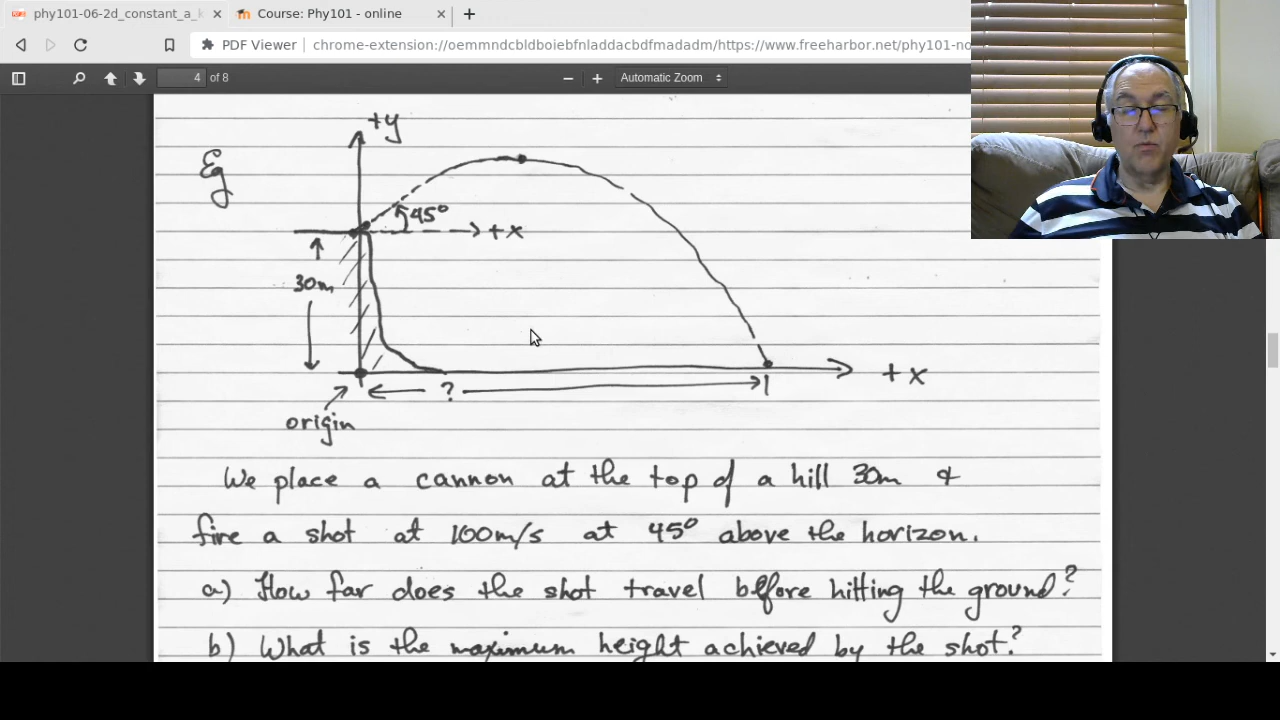 phy101-06-2d_constant_a_k
Course: Phy101 - online
PDF Viewer
chrome-extension://oemmndcbldboiebfnladdacbdfmadadm/https://www.freeharbor.net/phy101-no
4 of 8
Automatic Zoom
+y
Eg
45°
+x
30m
?
+x
origin
We place a cannon at the top of a hill 30m &
fire a shot at 100m/s at 45° above the horizon.
a) How far does the shot travel before hitting the ground?
b) What is the maximum height achieved by the shot?